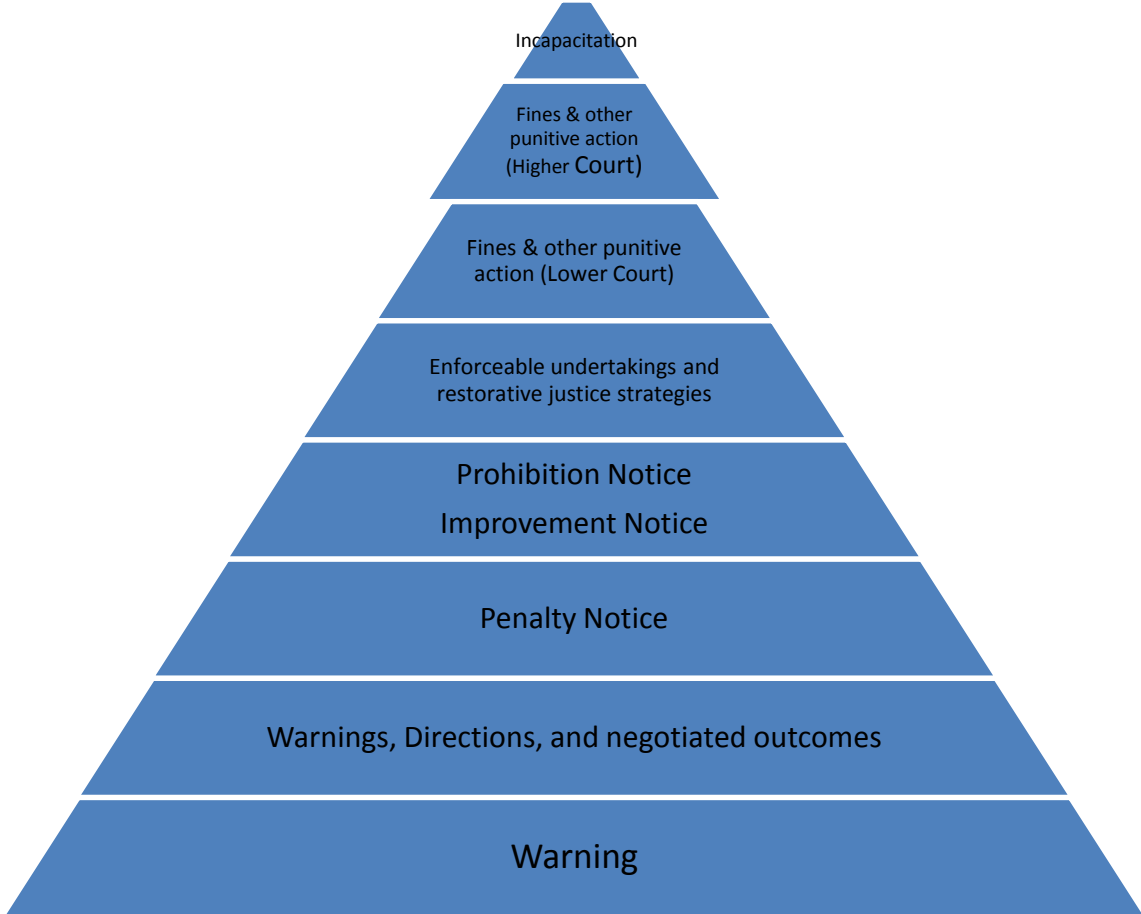 Incapacitation
Fines & other
punitive action
(Higher Court)
Fines & other punitive
action (Lower Court)
Enforceable undertakings and
restorative justice strategies
Prohibition Notice
Improvement Notice
Penalty Notice
Warnings, Directions, and negotiated outcomes
Warning